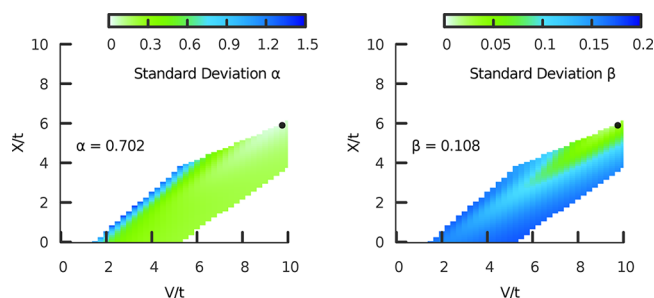 0 0.3 0.6 0.9 1.2 1.5
Standard Deviation α
10
8
6
4
2
0
X/t
α = 0.702
0 2 4 6 8 10
V/t
0 0.05 0.1 0.15 0.2
Standard Deviation β
10
8
6
4
2
0
X/t
β = 0.108
0 2 4 6 8 10
V/t